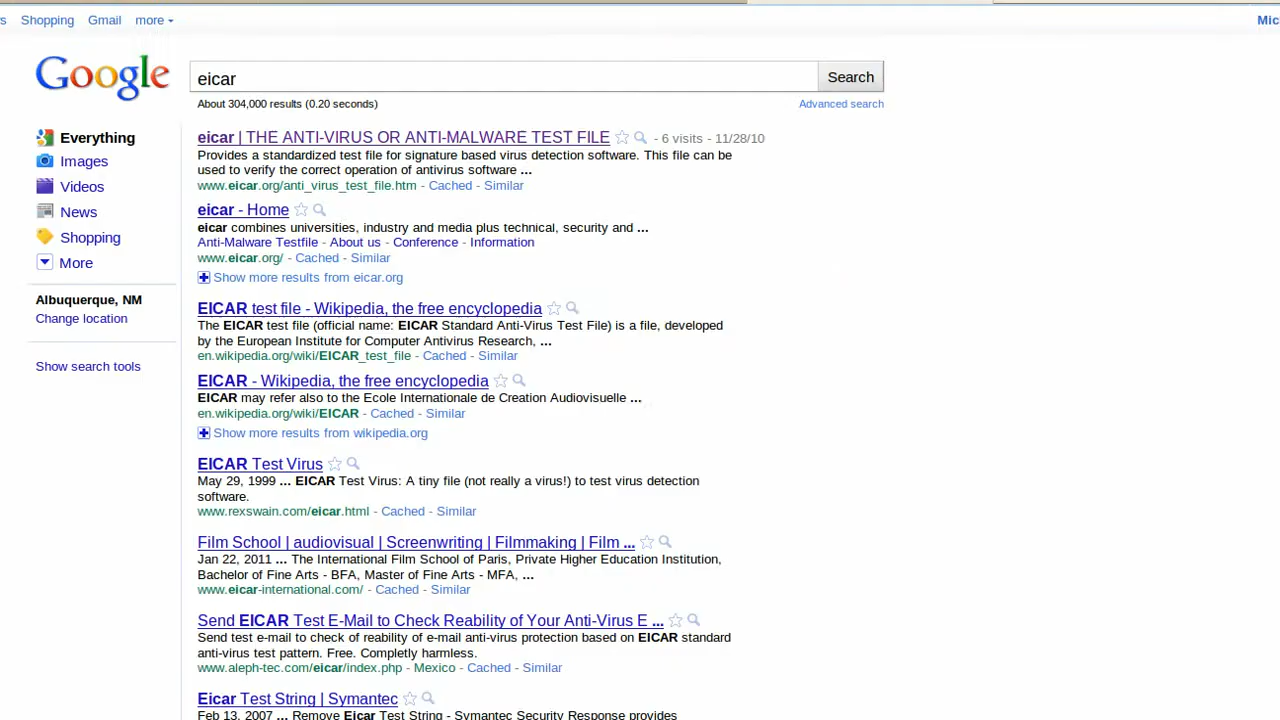 s Shopping Gmail more Mic
Google
eicar Search
About 304,000 results (0.20 seconds) Advanced search
Everything
Images
Videos
News
Shopping
More
Albuquerque, NM
Change location
Show search tools
eicar | THE ANTI-VIRUS OR ANTI-MALWARE TEST FILE - 6 visits - 11/28/10
Provides a standardized test file for signature based virus detection software. This file can be
used to verify the correct operation of antivirus software ...
www.eicar.org/anti_virus_test_file.htm - Cached - Similar
eicar - Home
eicar combines universities, industry and media plus technical, security and ...
Anti-Malware Testfile - About us - Conference - Information
www.eicar.org/ - Cached - Similar
Show more results from eicar.org
EICAR test file - Wikipedia, the free encyclopedia
The EICAR test file (official name: EICAR Standard Anti-Virus Test File) is a file, developed
by the European Institute for Computer Antivirus Research, ...
en.wikipedia.org/wiki/EICAR_test_file - Cached - Similar
EICAR - Wikipedia, the free encyclopedia
EICAR may refer also to the Ecole Internationale de Creation Audiovisuelle ...
en.wikipedia.org/wiki/EICAR - Cached - Similar
Show more results from wikipedia.org
EICAR Test Virus
May 29, 1999 ... EICAR Test Virus: A tiny file (not really a virus!) to test virus detection
software.
www.rexswain.com/eicar.html - Cached - Similar
Film School | audiovisual | Screenwriting | Filmmaking | Film ...
Jan 22, 2011 ... The International Film School of Paris, Private Higher Education Institution,
Bachelor of Fine Arts - BFA, Master of Fine Arts - MFA, ...
www.eicar-international.com/ - Cached - Similar
Send EICAR Test E-Mail to Check Reability of Your Anti-Virus E ...
Send test e-mail to check of reability of e-mail anti-virus protection based on EICAR standard
anti-virus test pattern. Free. Completly harmless.
www.aleph-tec.com/eicar/index.php - Mexico - Cached - Similar
Eicar Test String | Symantec
Feb 13, 2007 ... Remove Eicar Test String - Symantec Security Response provides